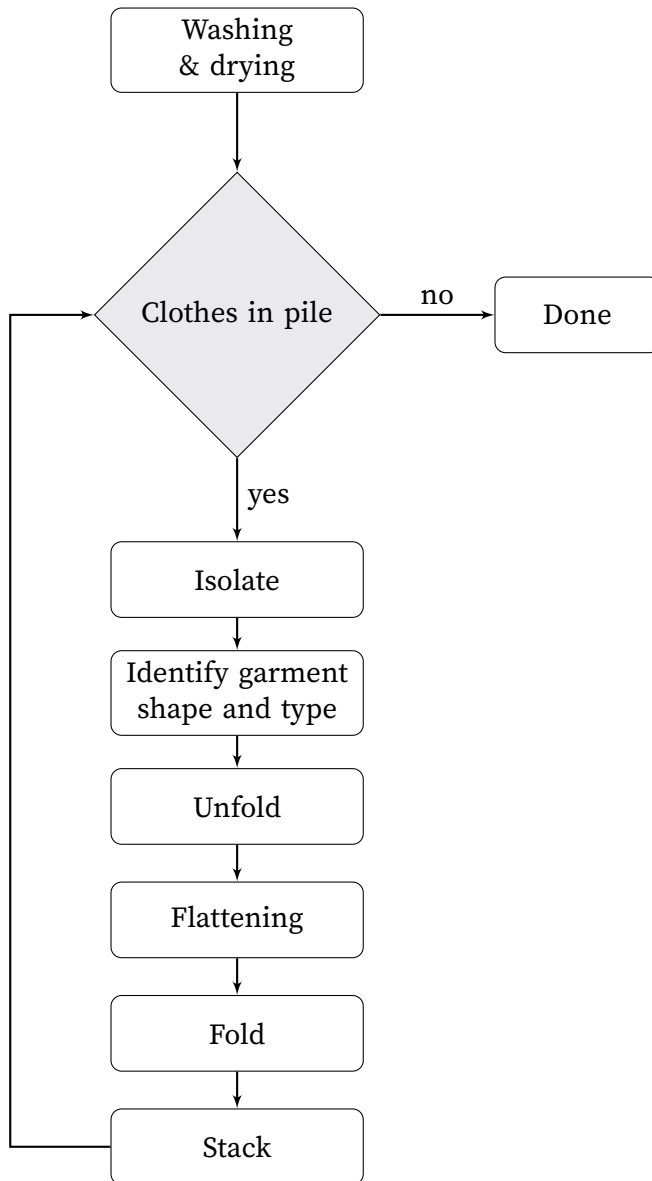 Washing
& drying
Clothes in pile
no
Done
yes
Isolate
Identify garment
shape and type
Unfold
Flattening
Fold
Stack